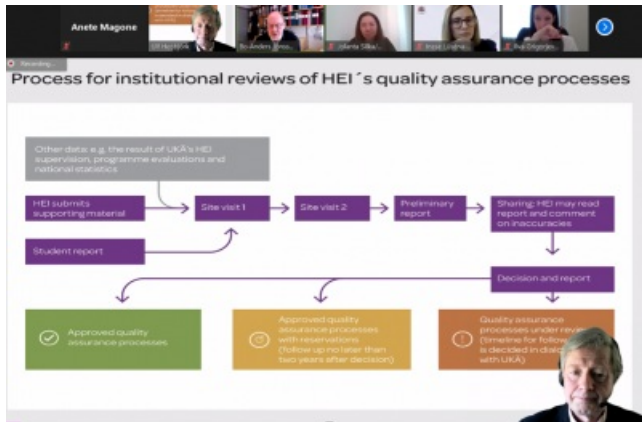 Anete Magone
Recording...
Process for institutional reviews of HEI´s quality assurance processes
Other data: e.g. the result of UKÄ's HEI
supervision, programme evaluations and
national statistics
HEI submits
supporting material
Site visit 1
Site visit 2
Preliminary
report
Sharing: HEI may read
report and comment
on inaccuracies
Student report
Decision and report
Approved quality
assurance processes
Approved quality
assurance processes
with reservations
(follow up no later than
two years after decision)
Quality assurance
processes under
(timeline for
is decided in
with UKÄ)